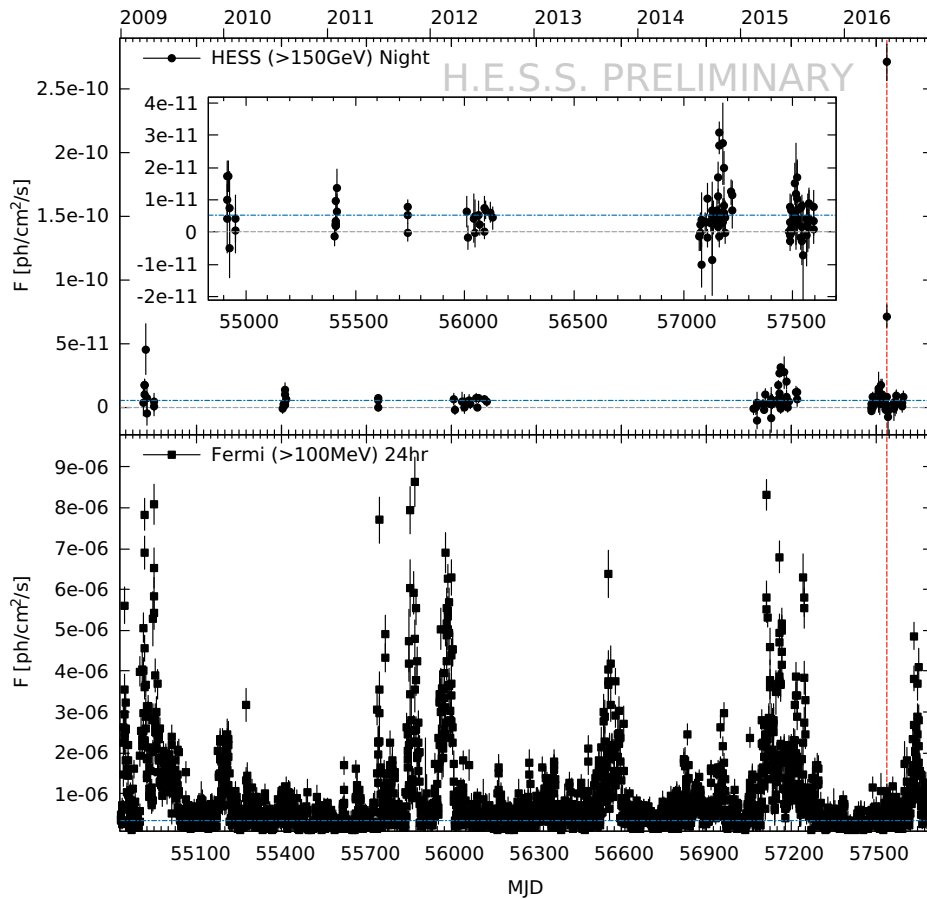 2009 2010 2011 2012 2013 2014 2015 2016
HESS (>150GeV) Night
H.E.S.S. PRELIMINARY
2.5e-10
2e-10
1.5e-10
1e-10
5e-11
0
F [ph/cm²/s]
4e-11
3e-11
2e-11
1e-11
0
-1e-11
-2e-11
55000 55500 56000 56500 57000 57500
Fermi (>100MeV) 24hr
9e-06
8e-06
7e-06
6e-06
5e-06
4e-06
3e-06
2e-06
1e-06
F [ph/cm²/s]
55100 55400 55700 56000 56300 56600 56900 57200 57500
MJD